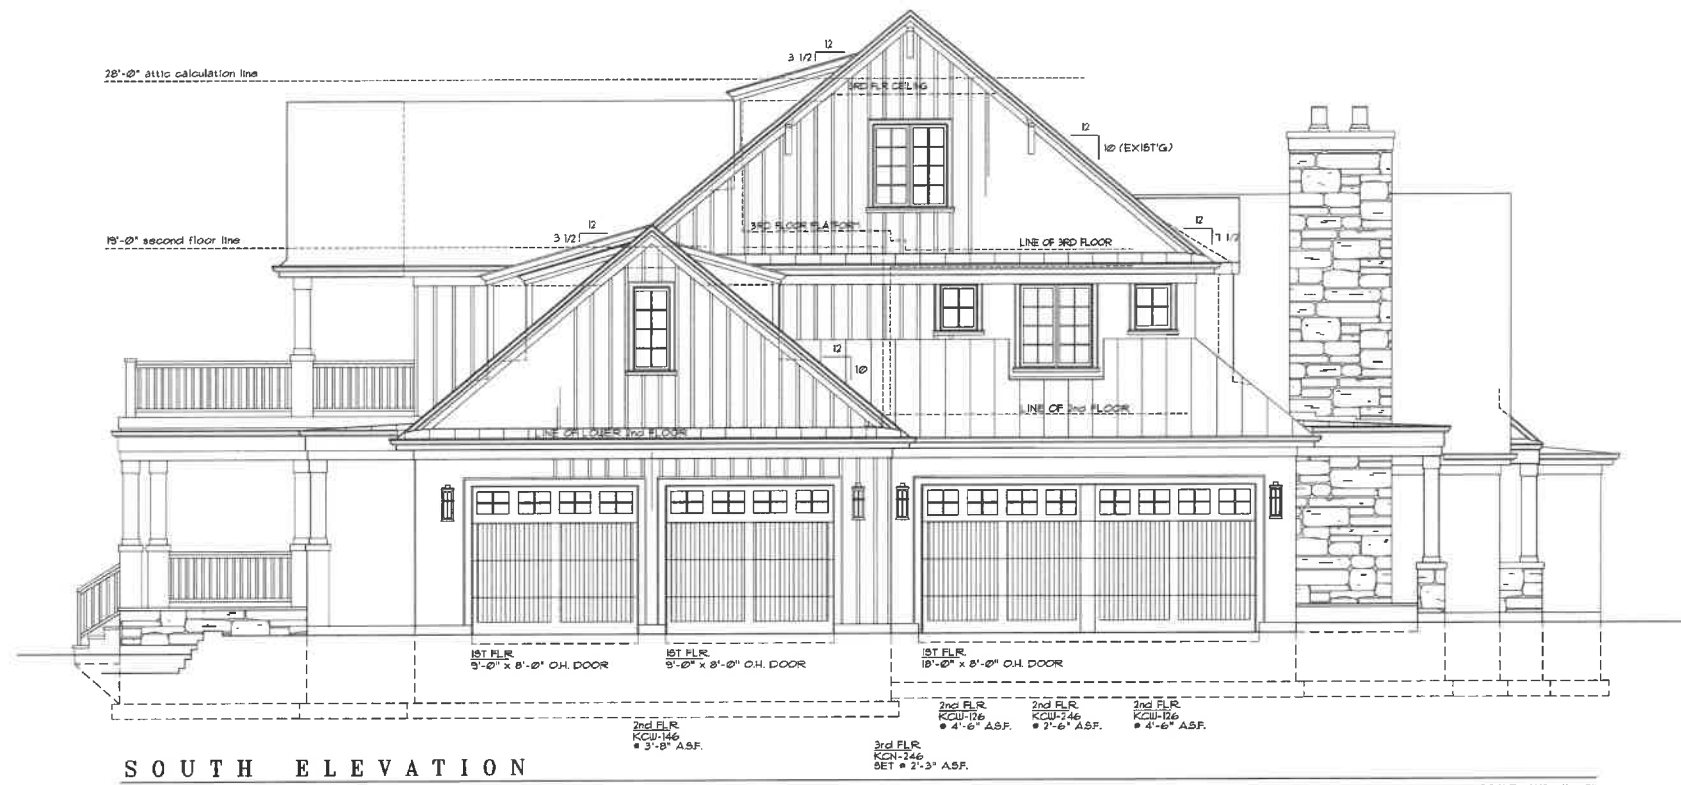 12
3 1/2
28'-0" attic calculation line
3RD FLR CEILING
12
10 (EXIST'G)
12
3 1/2
12
7 1/2
19'-0" second floor line
3RD FLOOR PLATFORM
LINE OF 3RD FLOOR
12
10
LINE OF 2nd FLOOR
LINE OF LOWER 2nd FLOOR
1ST FLR
9'-0" x 8'-0" O.H. DOOR
1ST FLR
9'-0" x 8'-0" O.H. DOOR
1ST FLR
18'-0" x 8'-0" O.H. DOOR
2nd FLR
KCW-146
@ 3'-8" A.S.F.
2nd FLR
KCW-126
@ 4'-6" A.S.F.
2nd FLR
KCW-246
@ 2'-6" A.S.F.
2nd FLR
KCW-126
@ 4'-6" A.S.F.
3rd FLR
KCN-246
SET @ 2'-3" A.S.F.
SOUTH ELEVATION